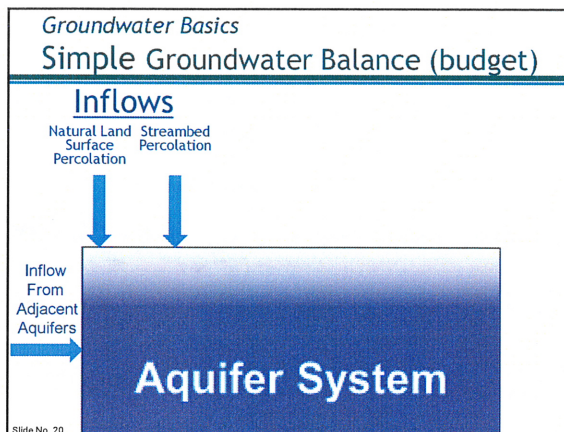 Groundwater Basics
Simple Groundwater Balance (budget)
Inflows
Natural Land
Surface
Percolation
Streambed
Percolation
Inflow
From
Adjacent
Aquifers
Aquifer System
Slide No. 20